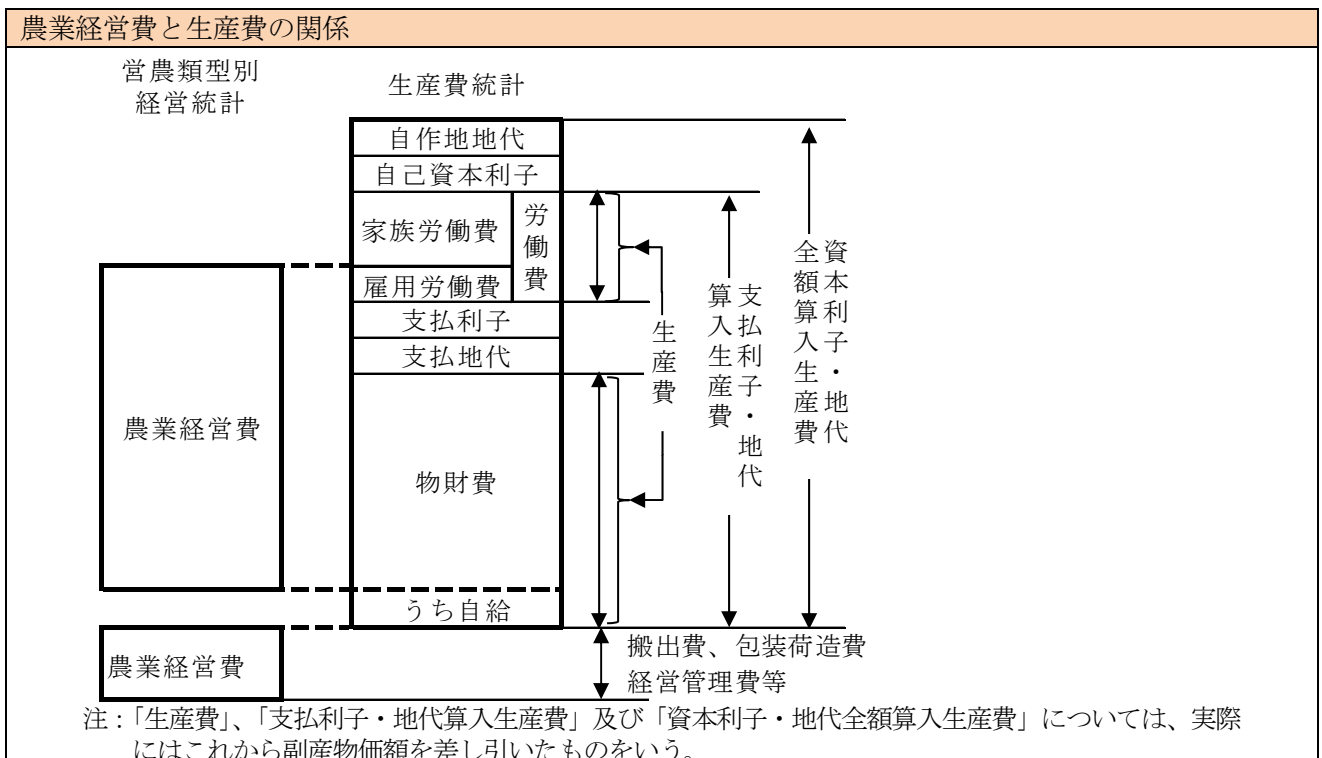 農業経営費と生産費の関係
営農類型別
経営統計
生産費統計
自作地地代
自己資本利子
家族労働費
労働費
雇用労働費
支払利子
支払地代
農業経営費
物財費
うち自給
生産費
支払利子・地代
算入生産費
資本利子・地代
全額算入生産費
農業経営費
搬出費、包装荷造費
経営管理費等
注：「生産費」、「支払利子・地代算入生産費」及び「資本利子・地代全額算入生産費」については、実際
にはこれから副産物価額を差し引いたものをいう。